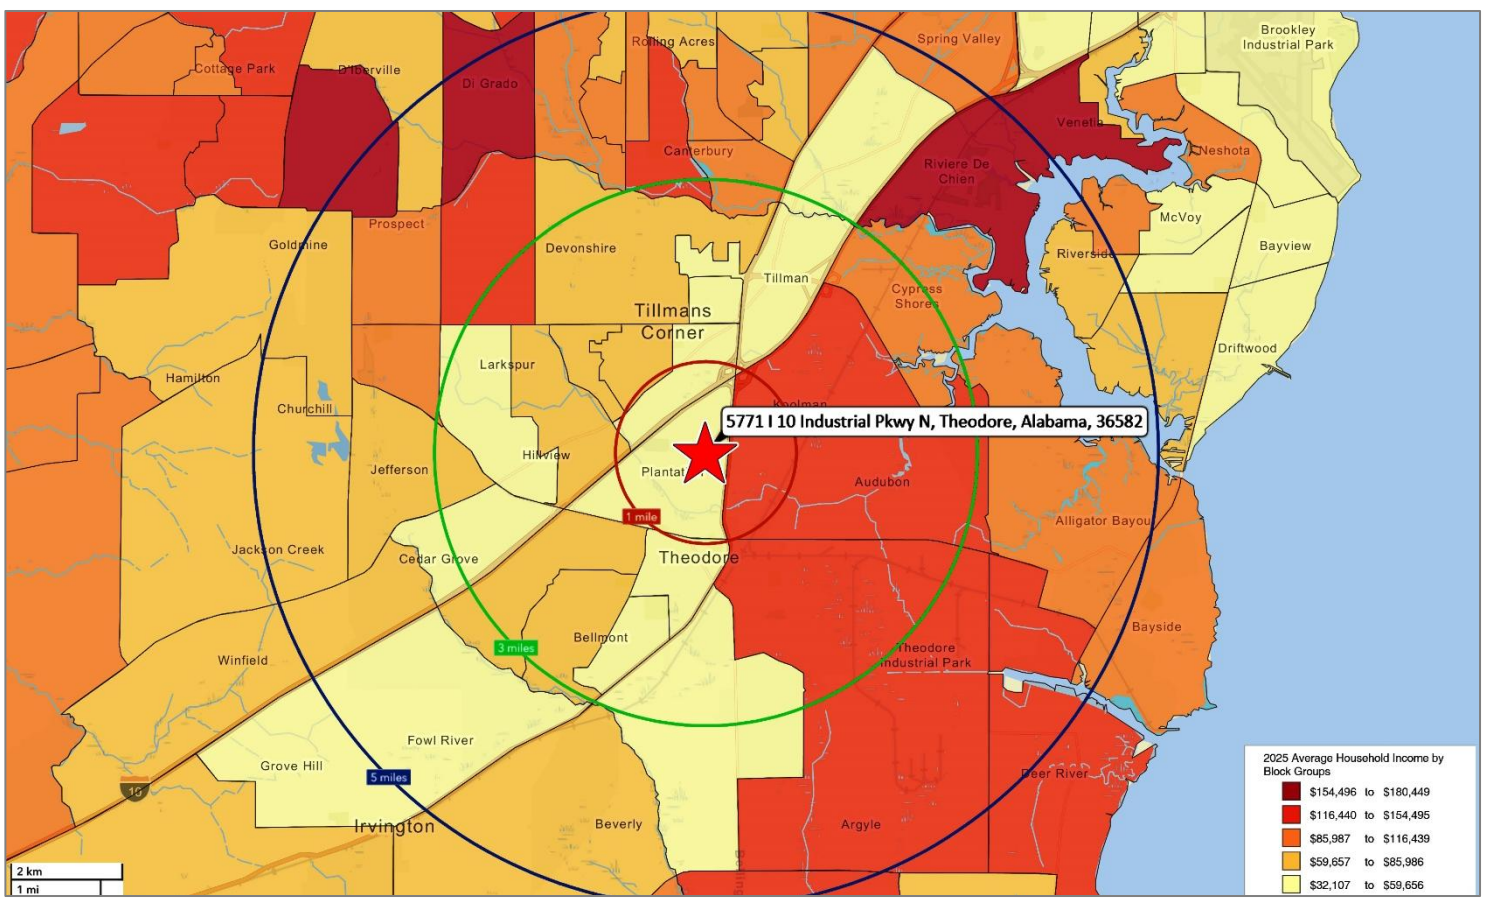 Brookley
Industrial Park
Spring Valley
Rolling Acres
Cottage Park
D'Iberville
Di Grado
Venetia
Canterbury
Neshota
Riviere De
Chien
Prospect
McVoy
Goldmine
Devonshire
Bayview
Riverside
Tillman
Cypress
Shores
Tillmans
Corner
Driftwood
Larkspur
Hamilton
Churchill
Koolman
5771 I 10 Industrial Pkwy N, Theodore, Alabama, 36582
Hillview
Jefferson
Plantation
Audubon
1 mile
Alligator Bayou
Jackson Creek
Cedar Grove
Theodore
Bayside
Bellmont
3 miles
Theodore
Industrial Park
Winfield
Fowl River
Grove Hill
5 miles
10
Deer River
Irvington
Beverly
Argyle
2 km
1 mi
2025 Average Household Income by
Block Groups
$154,496 to $180,449
$116,440 to $154,495
$85,987 to $116,439
$59,657 to $85,986
$32,107 to $59,656